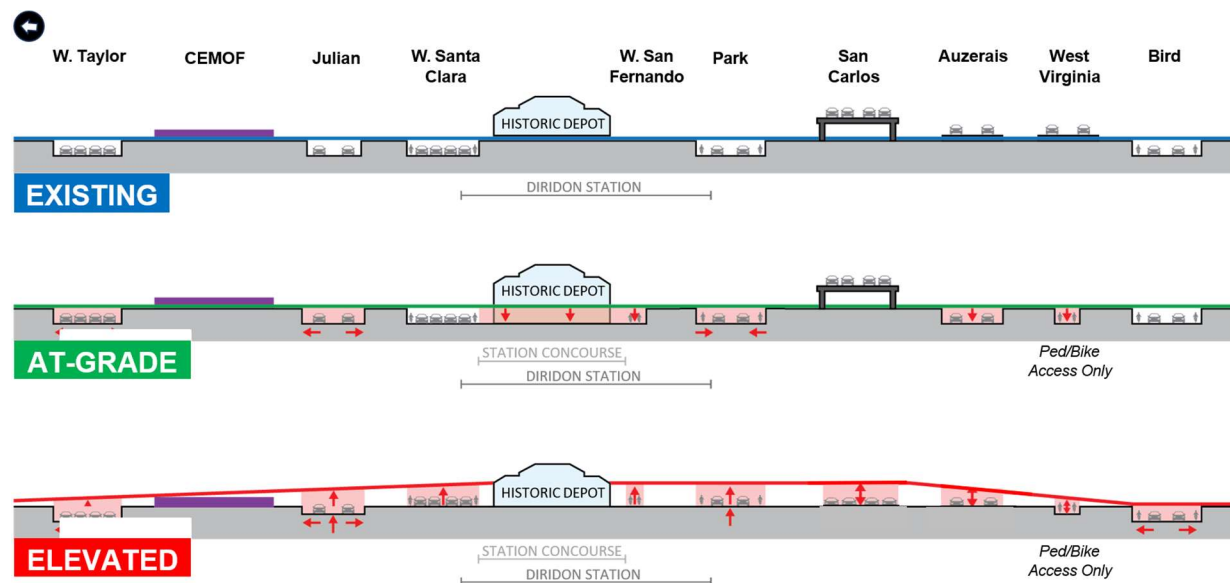 W. Taylor
CEMOF
Julian
W. Santa
Clara
W. San
Fernando
Park
San
Carlos
Auzerais
West
Virginia
Bird
HISTORIC DEPOT
DIRIDON STATION
EXISTING
HISTORIC DEPOT
STATION CONCOURSE
DIRIDON STATION
Ped/Bike
Access Only
AT-GRADE
HISTORIC DEPOT
STATION CONCOURSE
DIRIDON STATION
Ped/Bike
Access Only
ELEVATED